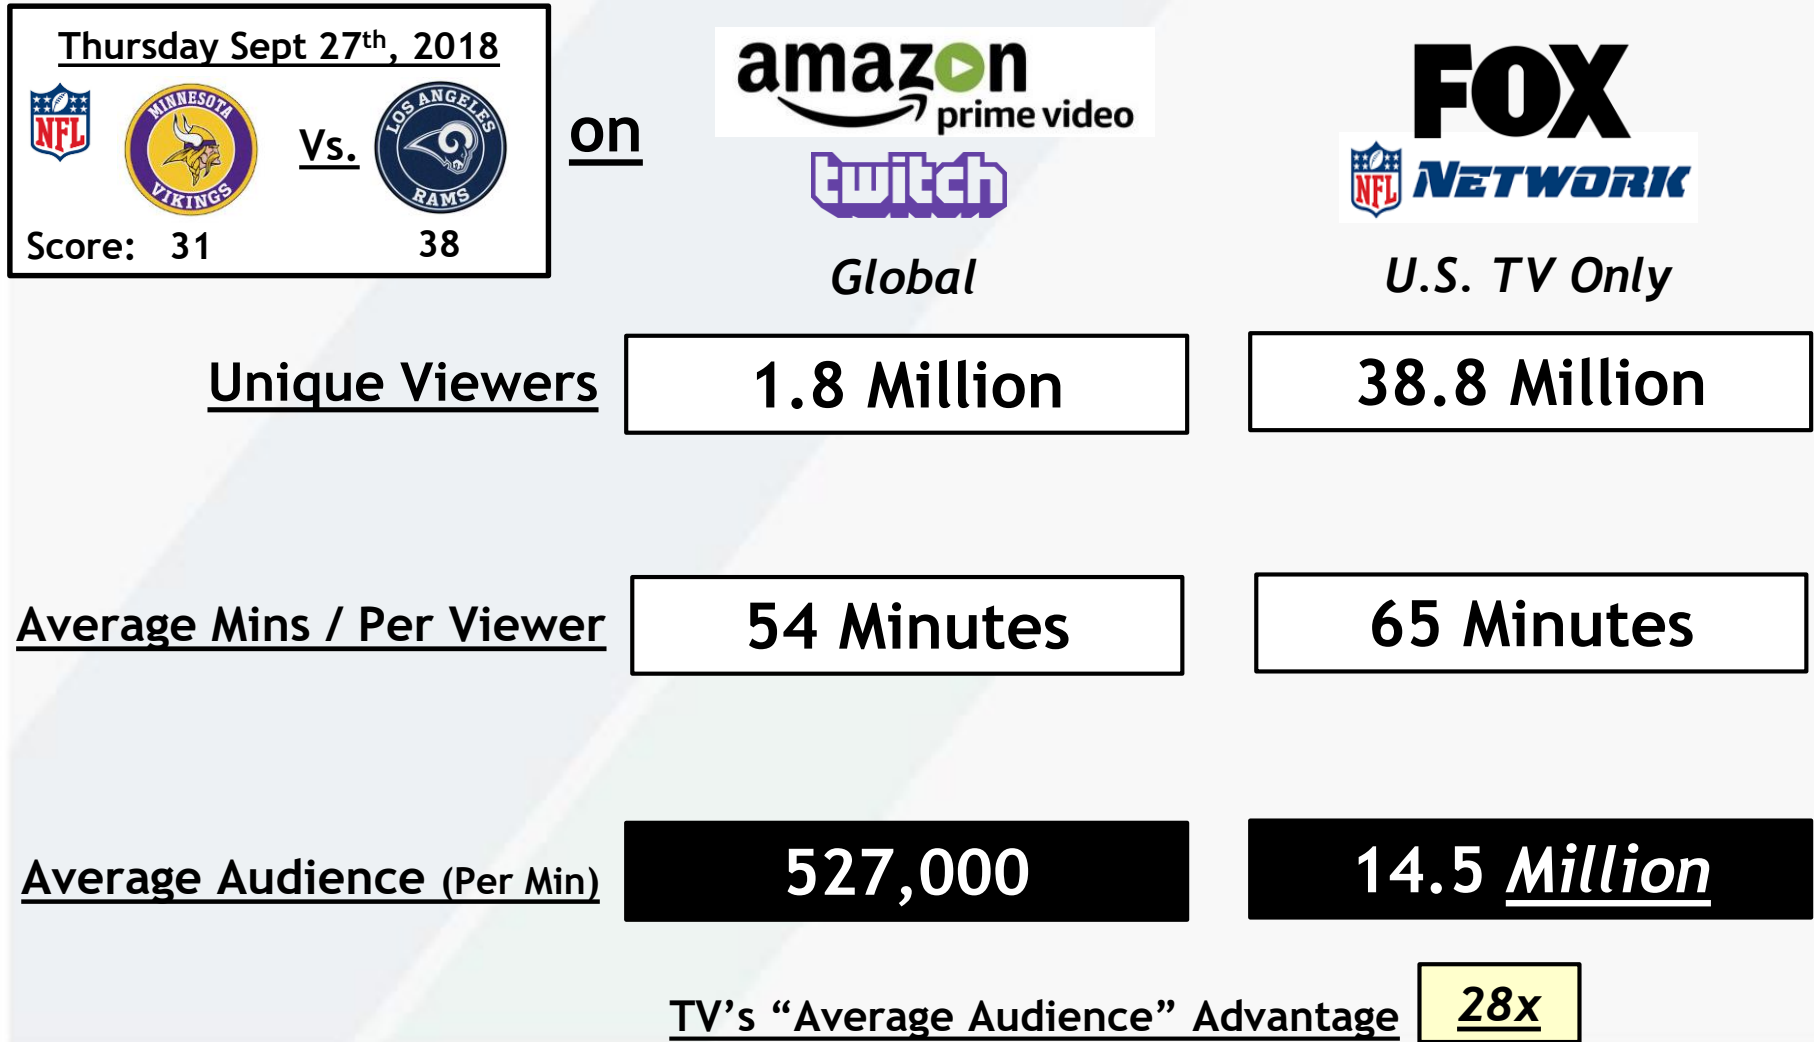 Thursday Sept 27th, 2018
NFL
MINNESOTA
VIKINGS
Vs.
LOS ANGELES
RAMS
Score: 31 38
on
amazon
prime video
twitch
Global
FOX
NFL NETWORK
U.S. TV Only
Unique Viewers 1.8 Million 38.8 Million
Average Mins / Per Viewer 54 Minutes 65 Minutes
Average Audience (Per Min) 527,000 14.5 Million
TV’s “Average Audience” Advantage 28x